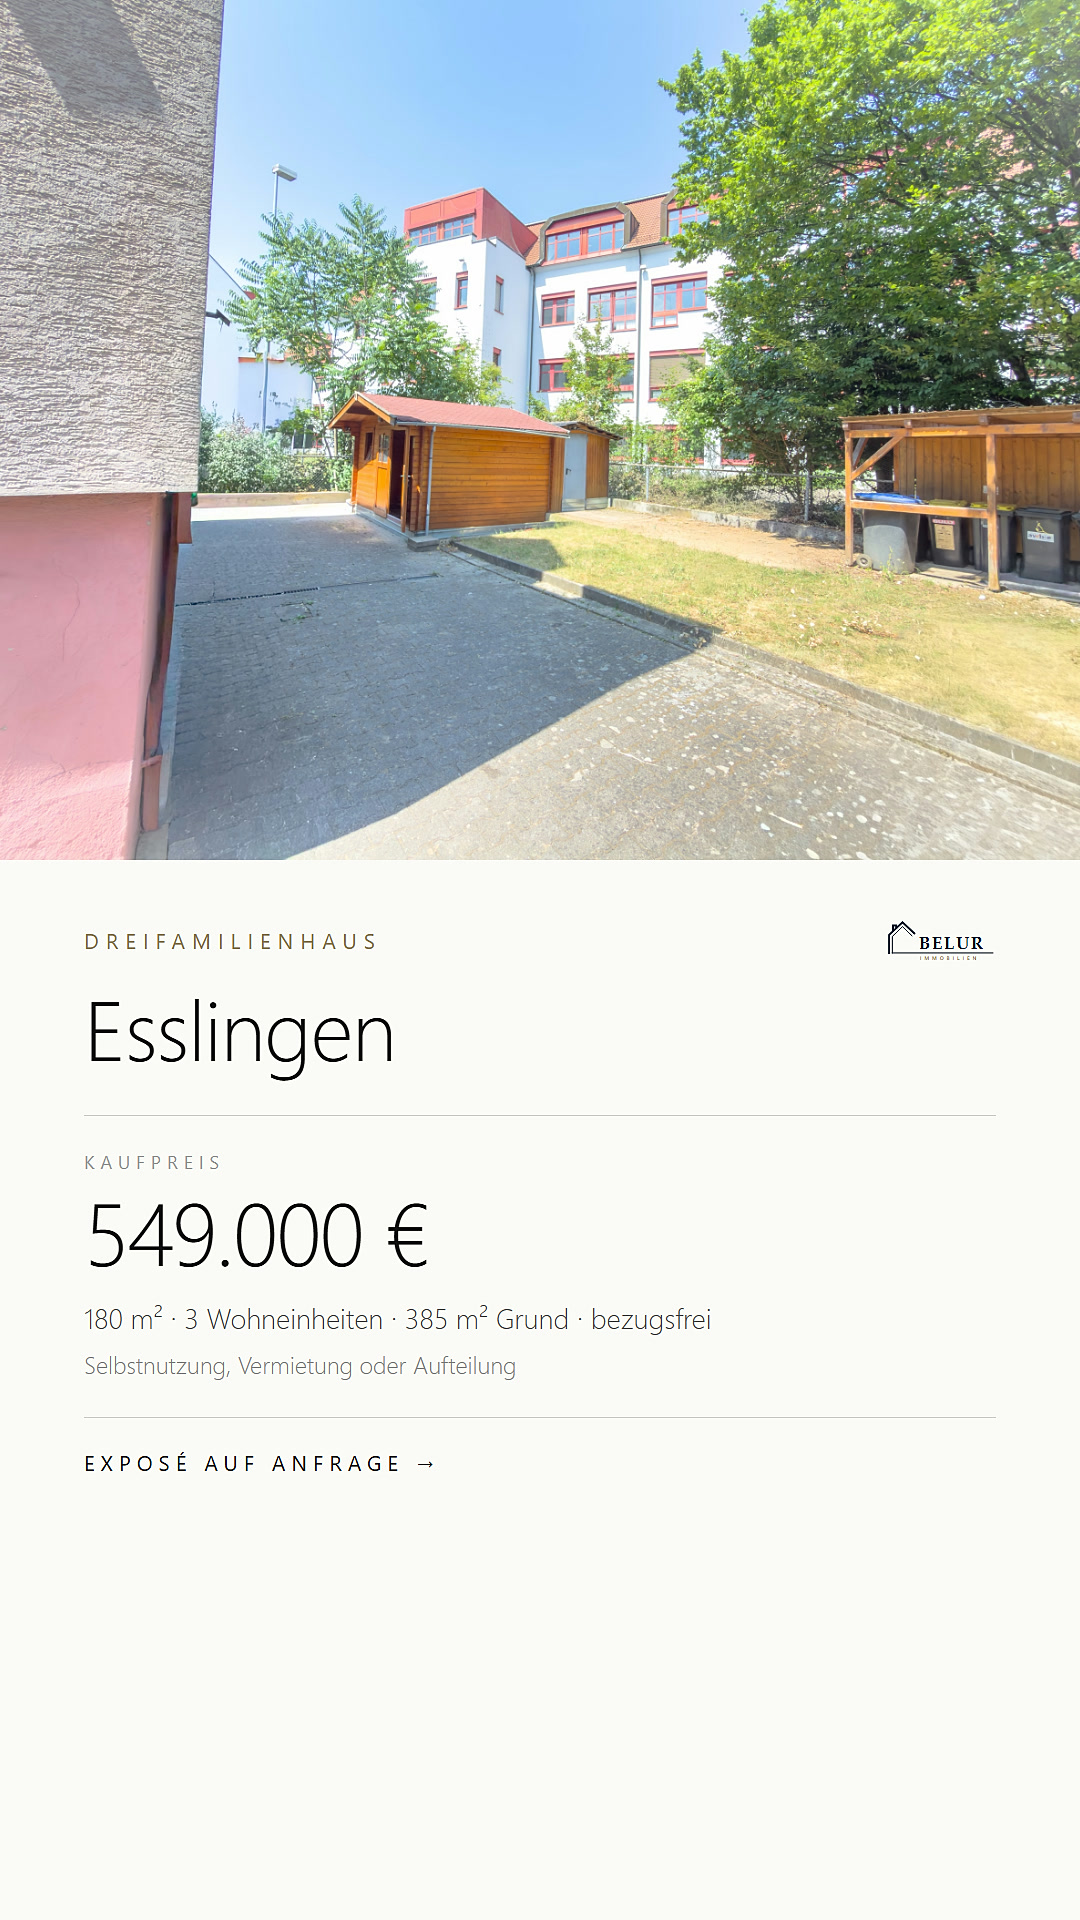 DREIFAMILIENHAUS
BELUR
IMMOBILIEN
Esslingen
KAUFPREIS
549.000 €
180 m² · 3 Wohneinheiten · 385 m² Grund · bezugsfrei
Selbstnutzung, Vermietung oder Aufteilung
EXPOSÉ AUF ANFRAGE →